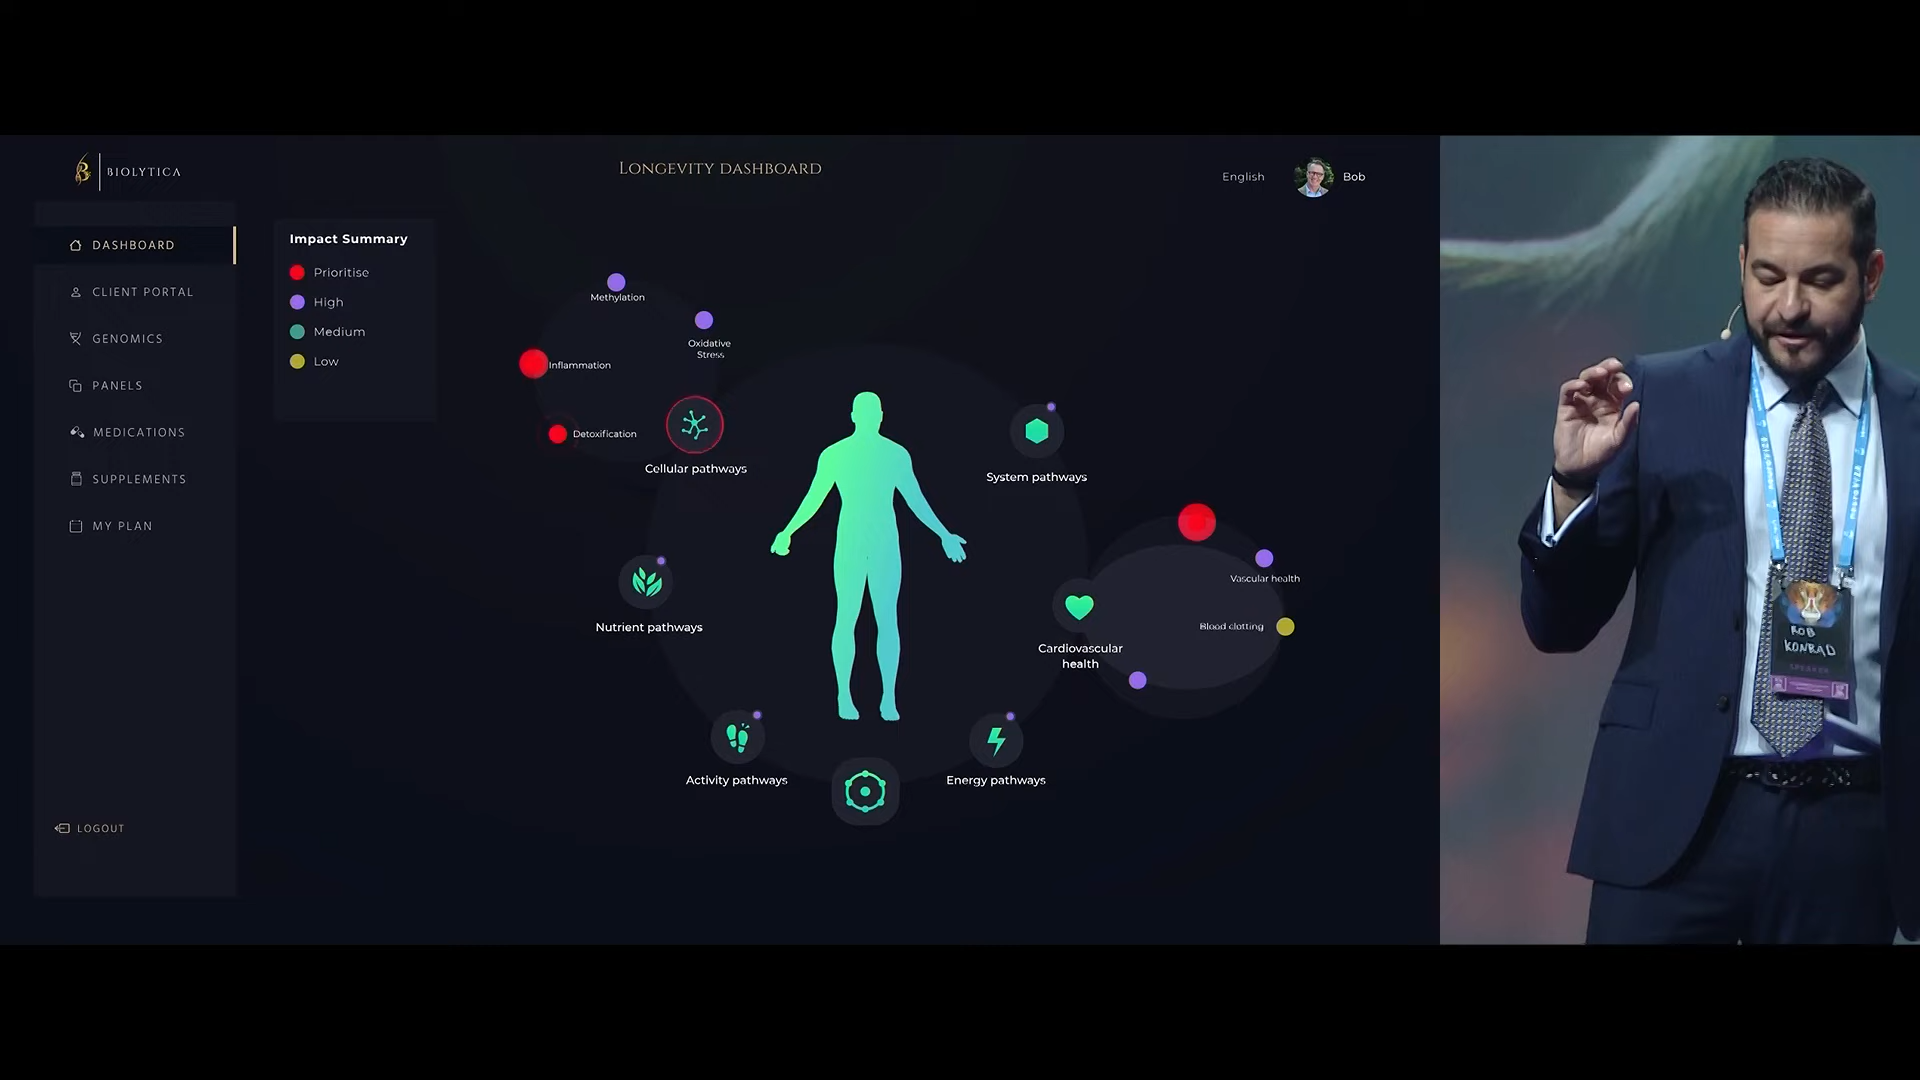 BIOLYTICA
LONGEVITY DASHBOARD
English
Bob
DASHBOARD
CLIENT PORTAL
GENOMICS
PANELS
MEDICATIONS
SUPPLEMENTS
MY PLAN
LOGOUT
Impact Summary
Prioritise
High
Medium
Low
Methylation
Oxidative
Stress
Inflammation
Detoxification
Cellular pathways
System pathways
Nutrient pathways
Vascular health
Blood clotting
Cardiovascular
health
Activity pathways
Energy pathways
ROB
KONRAD
SPEAKER